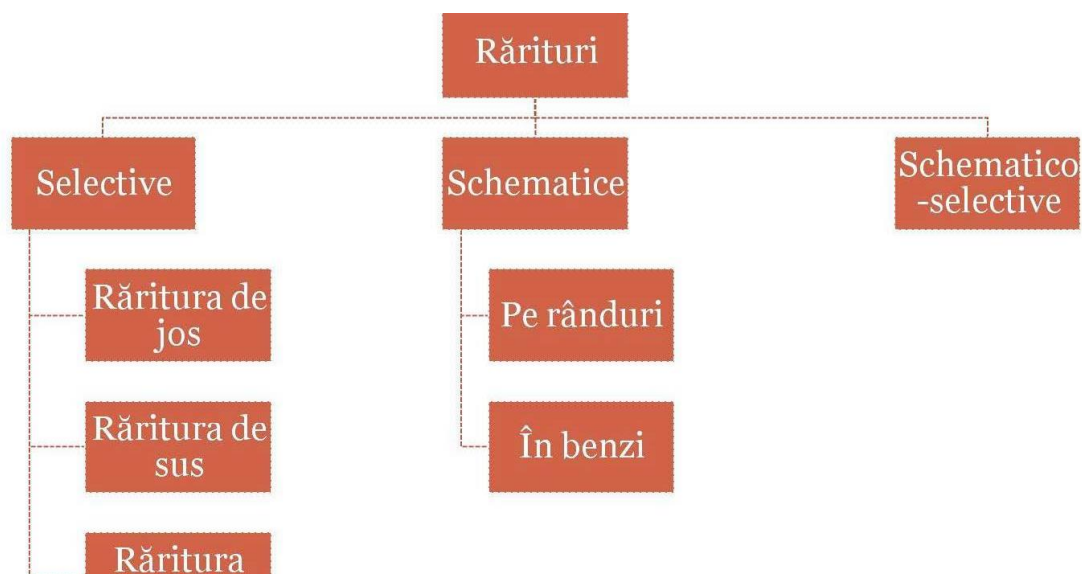 Rărituri
Selective
Schematice
Schematico
-selective
Răritura de
jos
Pe rânduri
Răritura de
sus
În benzi
Răritura